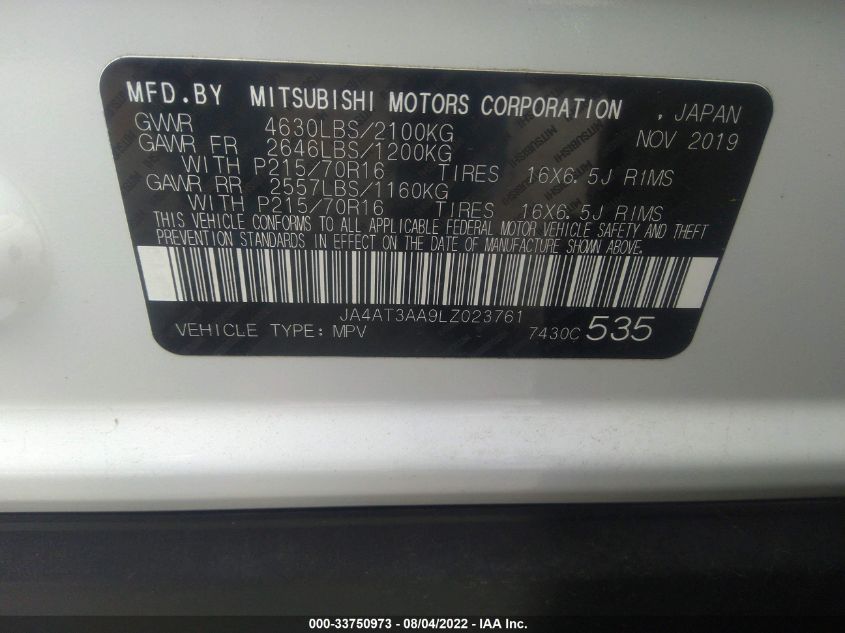 MFD.BY MITSUBISHI MOTORS CORPORATION , JAPAN
GVWR 4630LBS/2100KG NOV 2019
GAWR FR 2646LBS/1200KG
WITH P215/70R16 TIRES 16X6.5J RIMS
GAWR RR 2557LBS/1160KG
WITH P215/70R16 TIRES 16X6.5J RIMS
THIS VEHICLE CONFORMS TO ALL APPLICABLE FEDERAL MOTOR VEHICLE SAFETY AND THEFT
PREVENTION STANDARDS IN EFFECT ON THE DATE OF MANUFACTURE SHOWN ABOVE.
JA4AT3AA9LZ023761
VEHICLE TYPE: MPV 7430C 535
000-33750973 - 08/04/2022 - IAA Inc.